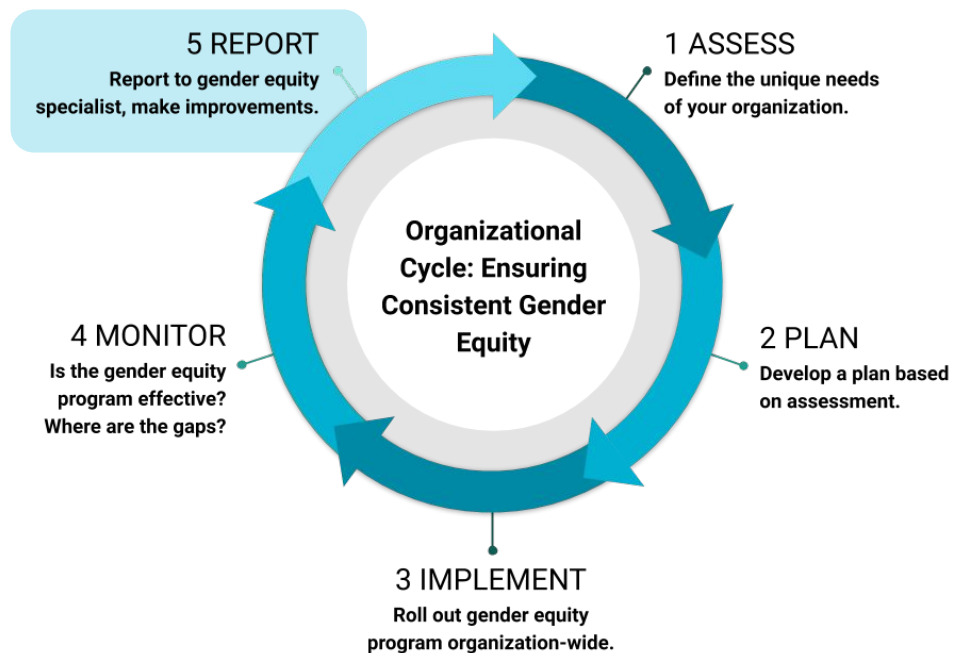 5 REPORT
Report to gender equity
specialist, make improvements.
1 ASSESS
Define the unique needs
of your organization.
Organizational
Cycle: Ensuring
Consistent Gender
Equity
4 MONITOR
Is the gender equity
program effective?
Where are the gaps?
2 PLAN
Develop a plan based
on assessment.
3 IMPLEMENT
Roll out gender equity
program organization-wide.